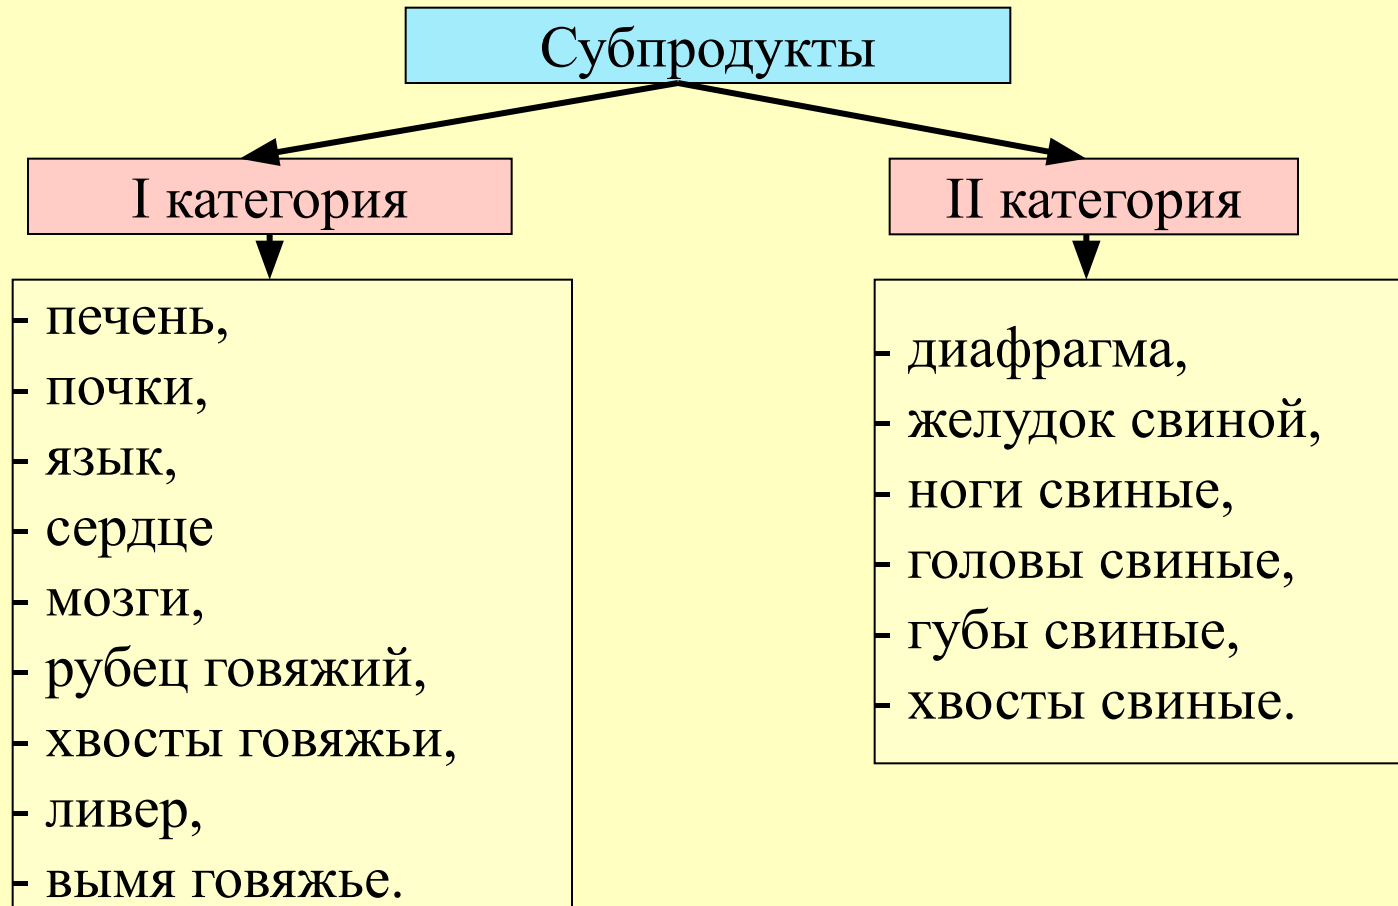 Субпродукты
I категория
- печень,
- почки,
- язык,
- сердце
- мозги,
- рубец говяжий,
- хвосты говяжьи,
- ливер,
- вымя говяжье.
II категория
- диафрагма,
- желудок свиной,
- ноги свиные,
- головы свиные,
- губы свиные,
- хвосты свиные.